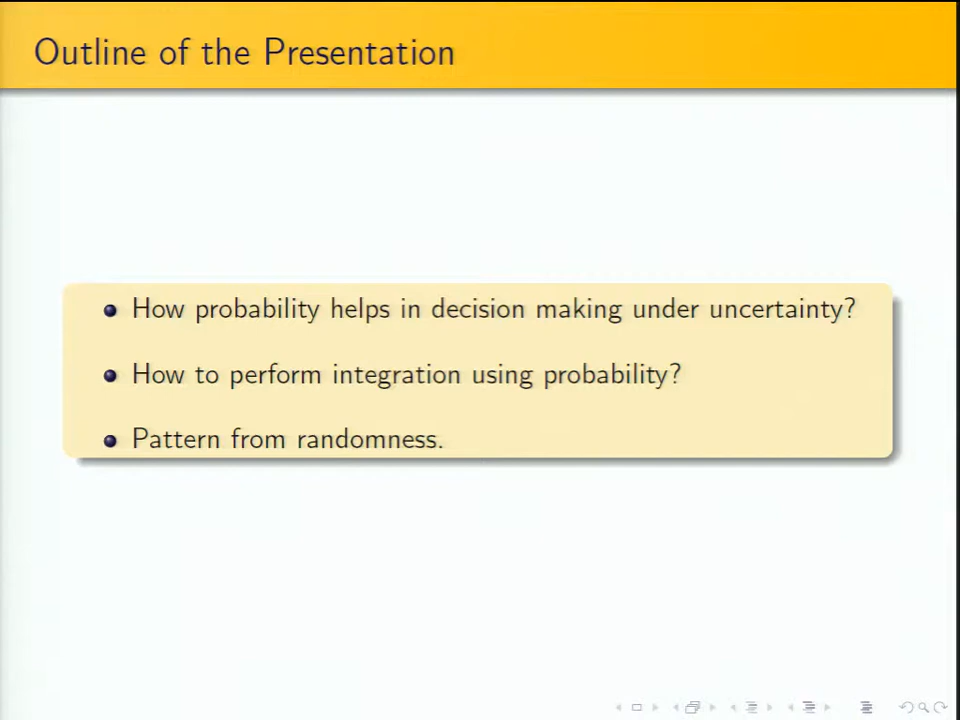 Outline of the Presentation
How probability helps in decision making under uncertainty?
How to perform integration using probability?
Pattern from randomness.